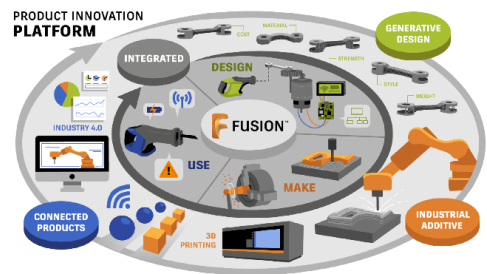 PRODUCT INNOVATION
PLATFORM
COST
MATERIAL
GENERATIVE
DESIGN
INTEGRATED
STRENGTH
DESIGN
STYLE
WEIGHT
INDUSTRY 4.0
FUSION™
USE
MAKE
CONNECTED
PRODUCTS
3D
PRINTING
INDUSTRIAL
ADDITIVE